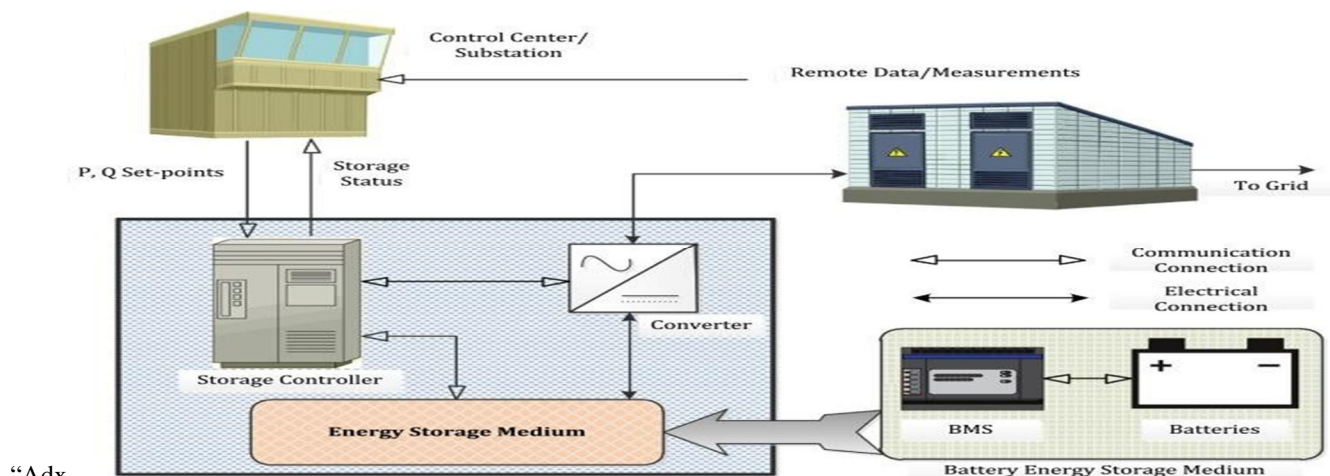 Control Center/
Substation
Remote Data/Measurements
P, Q Set-points
Storage
Status
To Grid
Communication
Connection
Electrical
Connection
Converter
Storage Controller
+ −
Energy Storage Medium
BMS
Batteries
Battery Energy Storage Medium